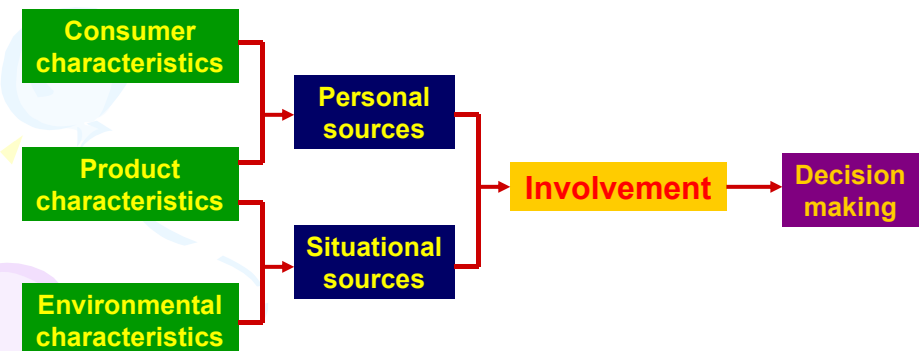 Consumer
characteristics
Personal
sources
Product
characteristics
Involvement
Decision
making
Situational
sources
Environmental
characteristics